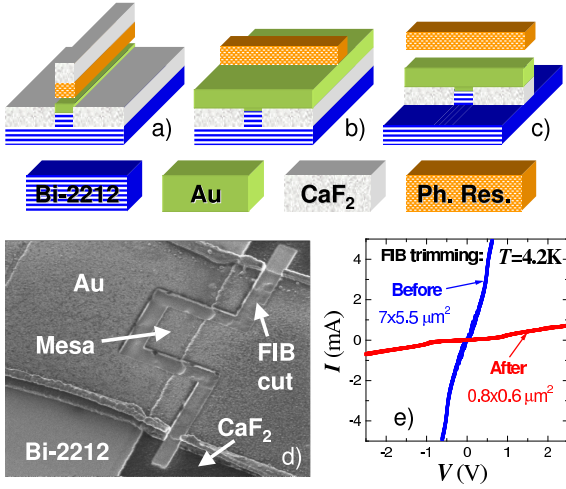 a)
b)
c)
Bi-2212
Au
CaF₂
Ph. Res.
Au
Mesa
FIB
cut
CaF₂
Bi-2212
d)
FIB trimming: T=4.2K
Before
7x5.5 μm²
After
0.8x0.6 μm²
e)
I (mA)
4
2
0
-2
-4
-2
-1
0
1
2
V (V)